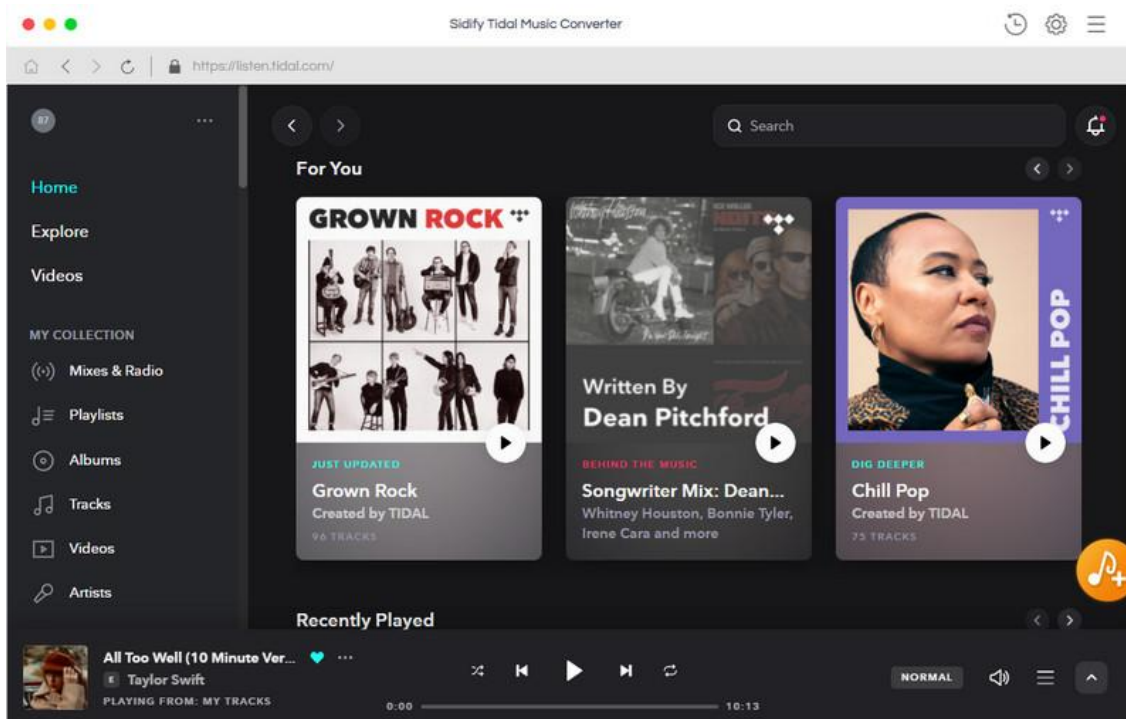 Sidify Tidal Music Converter
https://listen.tidal.com/
87
Search
Home
Explore
Videos
MY COLLECTION
Mixes & Radio
Playlists
Albums
Tracks
Videos
Artists
For You
GROWN ROCK
JUST UPDATED
Grown Rock
Created by TIDAL
96 TRACKS
Whitney Houston
Written By
Dean Pitchford
BEHIND THE MUSIC
Songwriter Mix: Dean...
Whitney Houston, Bonnie Tyler,
Irene Cara and more
CHILL POP
DIG DEEPER
Chill Pop
Created by TIDAL
75 TRACKS
Recently Played
All Too Well (10 Minute Ver...
E Taylor Swift
PLAYING FROM: MY TRACKS
0:00
10:13
NORMAL